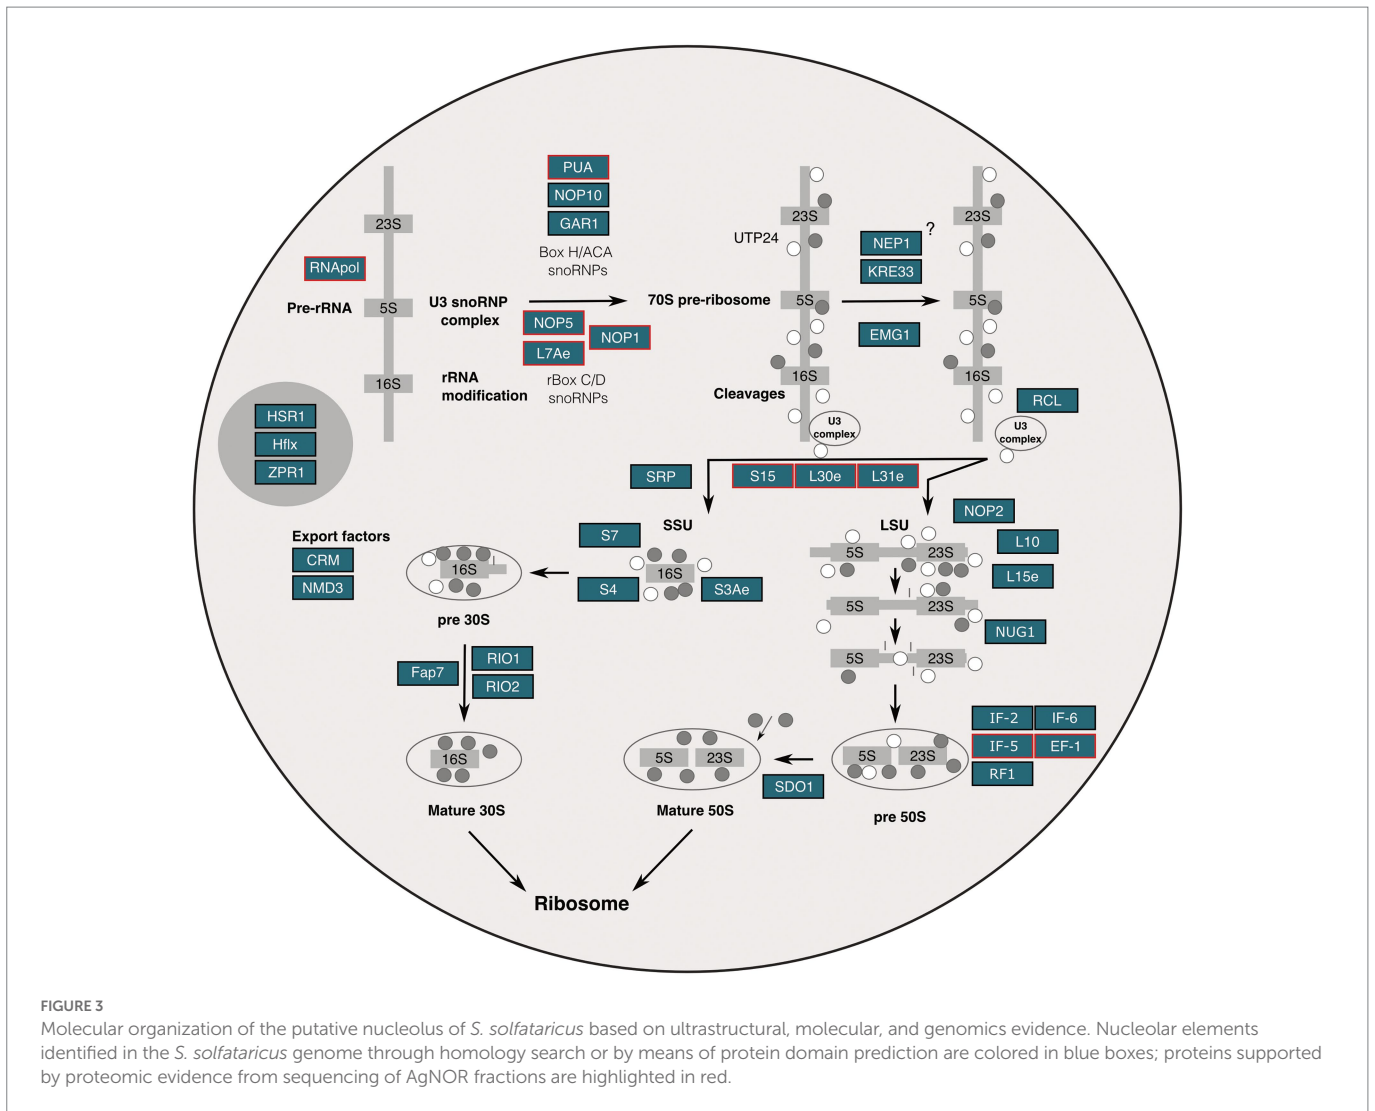 PUA
NOP10
GAR1
Box H/ACA
snoRNPs
23S
RNApol
Pre-rRNA
5S
U3 snoRNP
complex
NOP5
NOP1
L7Ae
rBox C/D
snoRNPs
16S
rRNA
modification
70S pre-ribosome
23S
UTP24
5S
16S
Cleavages
U3
complex
NEP1
?
KRE33
EMG1
23S
5S
16S
RCL
U3
complex
HSR1
Hflx
ZPR1
SRP
S15
L30e
L31e
Export factors
CRM
NMD3
S7
SSU
16S
S4
S3Ae
16S
pre 30S
Fap7
RIO1
RIO2
16S
Mature 30S
NOP2
LSU
L10
5S
23S
L15e
5S
23S
NUG1
5S
23S
IF-2
IF-6
IF-5
EF-1
RF1
5S
23S
pre 50S
SDO1
5S
23S
Mature 50S
Ribosome
FIGURE 3
Molecular organization of the putative nucleolus of S. solfataricus based on ultrastructural, molecular, and genomics evidence. Nucleolar elements
identified in the S. solfataricus genome through homology search or by means of protein domain prediction are colored in blue boxes; proteins supported
by proteomic evidence from sequencing of AgNOR fractions are highlighted in red.